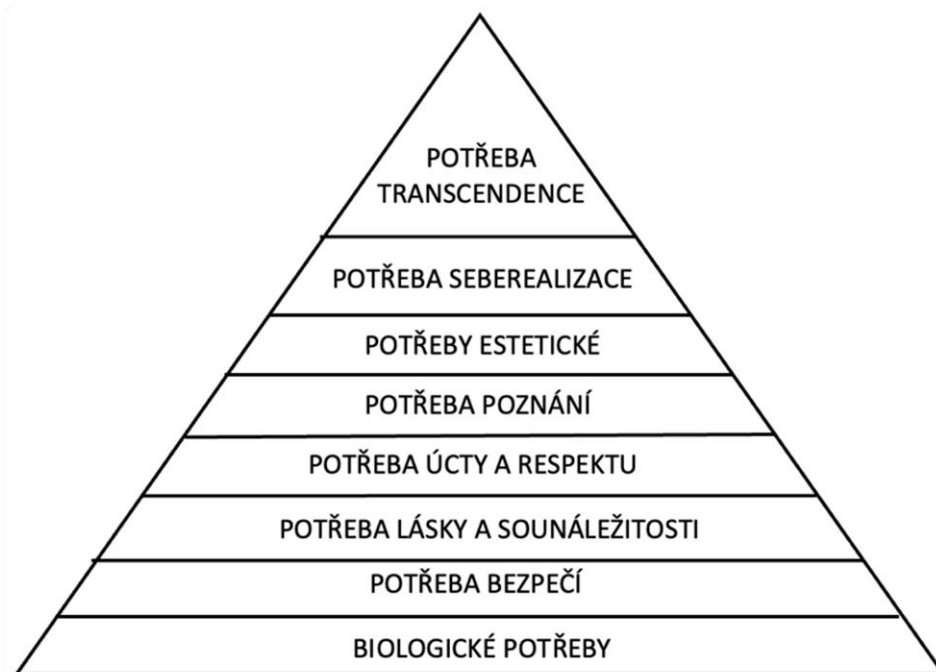 POTŘEBA
TRANSCENDENCE
POTŘEBA SEBEREALIZACE
POTŘEBY ESTETICKÉ
POTŘEBA POZNÁNÍ
POTŘEBA ÚCTY A RESPEKTU
POTŘEBA LÁSKY A SOUNÁLEŽITOSTI
POTŘEBA BEZPEČÍ
BIOLOGICKÉ POTŘEBY